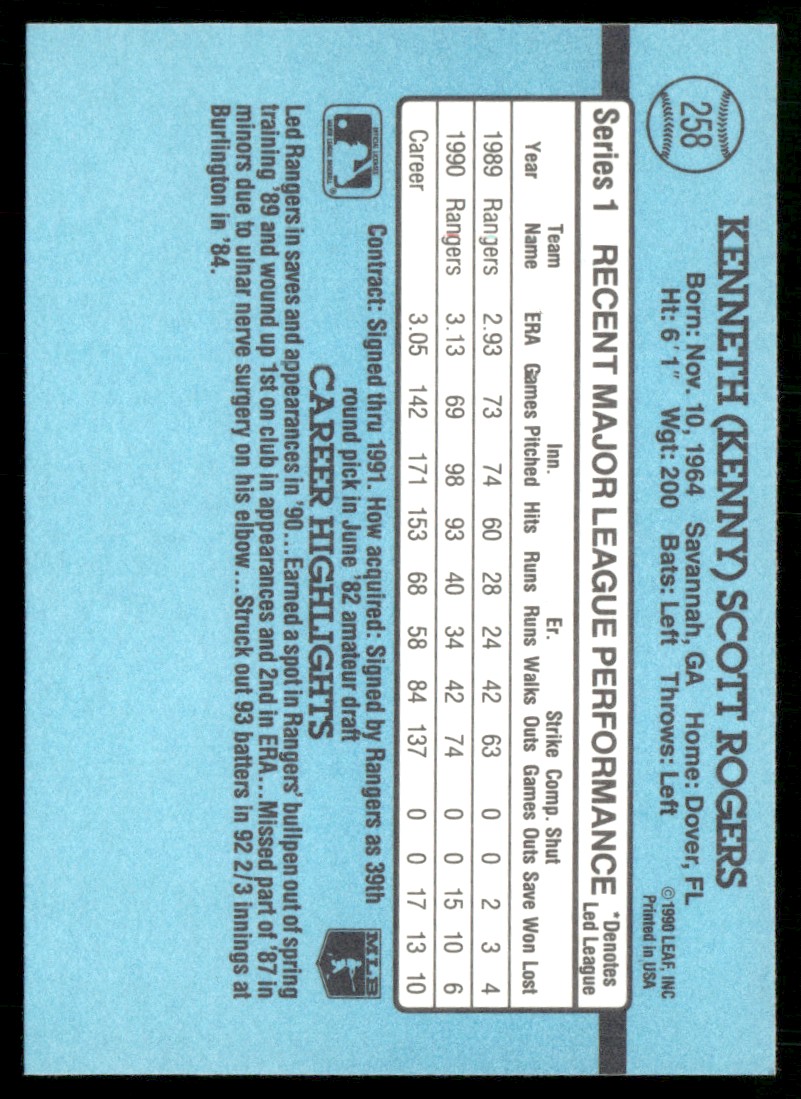 258
KENNETH (KENNY) SCOTT ROGERS
Born: Nov. 10, 1964 Savannah, GA Home: Dover, FL
Ht: 6'1" Wgt: 200 Bats: Left Throws: Left
©1990 LEAF, INC
Printed in USA
Series 1 RECENT MAJOR LEAGUE PERFORMANCE *Denotes Led League
Team Inn. Er. Strike Comp. Shut
Year Name ERA Games Pitched Hits Runs Runs Walks Outs Games Outs Save Won Lost
1989 Rangers 2.93 73 74 60 28 24 42 63 0 0 2 3 4
1990 Rangers 3.13 69 98 93 40 34 42 74 0 0 15 10 6
Career 3.05 142 171 153 68 58 84 137 0 0 17 13 10
OFFICIAL LICENSEE
MAJOR LEAGUE BASEBALL
Contract: Signed thru 1991. How acquired: Signed by Rangers as 39th
round pick in June '82 amateur draft
MLB
CAREER HIGHLIGHTS
Led Rangers in saves and appearances in '90...Earned a spot in Rangers' bullpen out of spring
training '89 and wound up 1st on club in appearances and 2nd in ERA...Missed part of '87 in
minors due to ulnar nerve surgery on his elbow...Struck out 93 batters in 92 2/3 innings at
Burlington in '84.